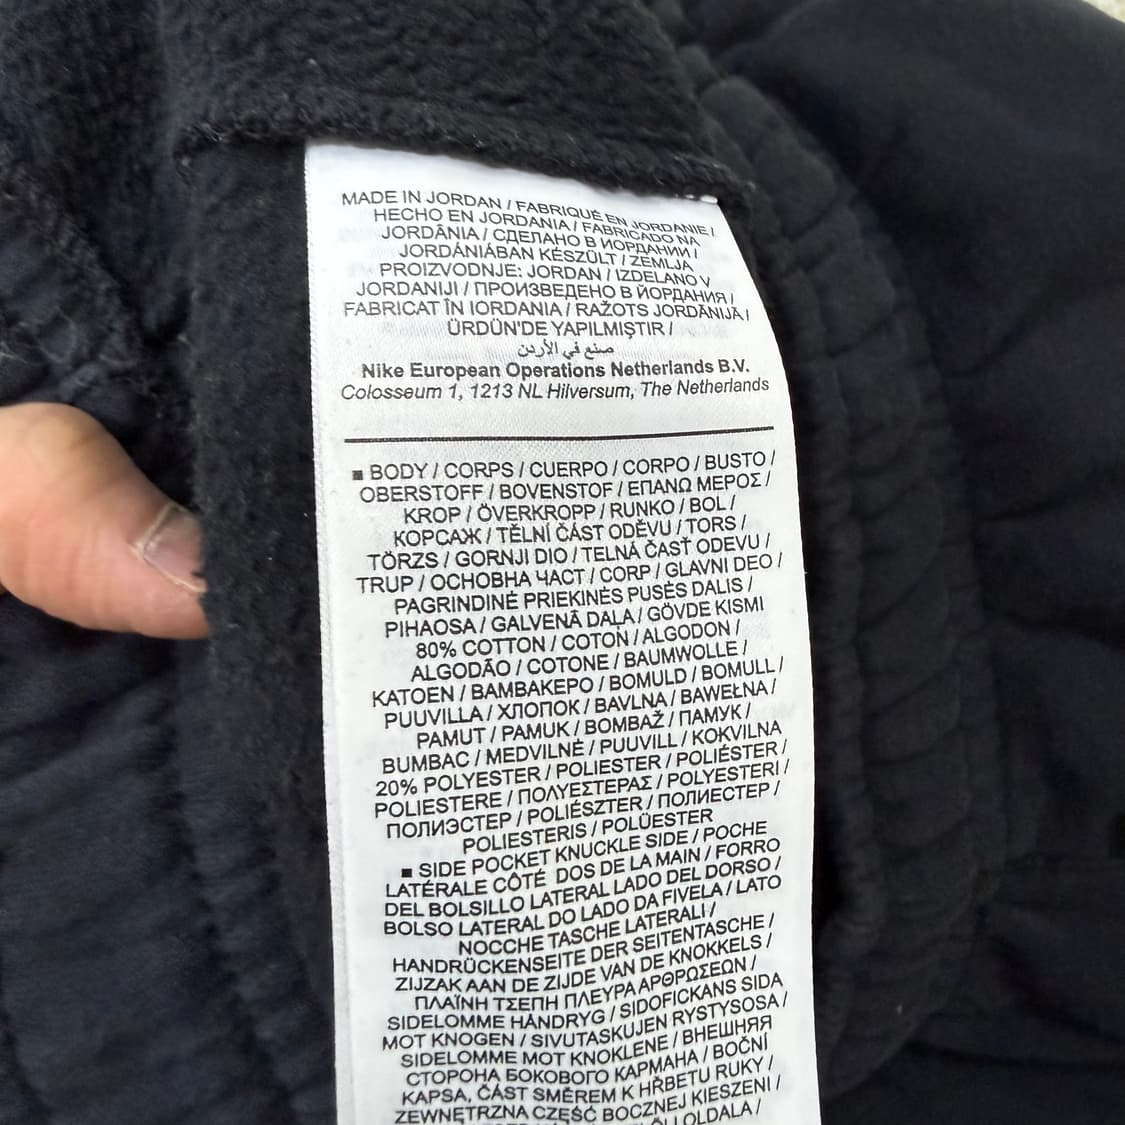 MADE IN JORDAN / FABRIQUÉ EN JORDANIE /
HECHO EN JORDANIA / FABRICADO NA
JORDÂNIA / СДЕЛАНО В ИОРДАНИИ /
JORDÁNIÁBAN KÉSZÜLT / ZEMLJA
PROIZVODNJE: JORDAN / IZDELANO V
JORDANIJI / ПРОИЗВЕДЕНО В ЙОРДАНИЯ /
FABRICAT ÎN IORDANIA / RAŽOTS JORDĀNIJĀ /
ÜRDÜN'DE YAPILMIŞTIR /
صنع في الأردن
Nike European Operations Netherlands B.V.
Colosseum 1, 1213 NL Hilversum, The Netherlands
■ BODY / CORPS / CUERPO / CORPO / BUSTO /
OBERSTOFF / BOVENSTOF / ΕΠΑΝΩ ΜΕΡΟΣ /
KROP / ÖVERKROPP / RUNKO / BOL /
КОРСАЖ / TĚLNÍ ČÁST ODĚVU / TORS /
TÖRZS / GORNJI DIO / TELNÁ ČASŤ ODEVU /
TRUP / ОСНОВНА ЧАСТ / CORP / GLAVNI DEO /
PAGRINDINĖ PRIEKINĖS PUSĖS DALIS /
PIHAOSA / GALVENĀ DAĻA / GÖVDE KISMI
80% COTTON / COTON / ALGODON /
ALGODÃO / COTONE / BAUMWOLLE /
KATOEN / ΒΑΜΒΑΚΕΡΟ / BOMULD / BOMULL /
PUUVILLA / ХЛОПОК / BAVLNA / BAWEŁNA /
PAMUT / PAMUK / BOMBAŽ / ПАМУК /
BUMBAC / MEDVILNĖ / PUUVILL / KOKVILNA
20% POLYESTER / POLIESTER / POLIÉSTER /
POLIESTERE / ΠΟΛΥΕΣΤΕΡΑΣ / POLYESTERI /
ПОЛИЭСТЕР / POLIÉSZTER / ПОЛИЕСТЕР /
POLIESTERIS / POLÜESTER
■ SIDE POCKET KNUCKLE SIDE / POCHE
LATÉRALE CÔTÉ DOS DE LA MAIN / FORRO
DEL BOLSILLO LATERAL LADO DEL DORSO /
BOLSO LATERAL DO LADO DA FIVELA / LATO
NOCCHE TASCHE LATERALI /
HANDRÜCKENSEITE DER SEITENTASCHE /
ZIJZAK AAN DE ZIJDE VAN DE KNOKKELS /
ΠΛΑΪΝΗ ΤΣΕΠΗ ΠΛΕΥΡΑ ΑΡΘΡΩΣΕΩΝ /
SIDELOMME HÅNDRYG / SIDOFICKANS SIDA
MOT KNOGEN / SIVUTASKUJEN RYSTYSOSA /
SIDELOMME MOT KNOKLENE / ВНЕШНЯЯ
СТОРОНА БОКОВОГО КАРМАНА / BOČNÍ
KAPSA, ČÁST SMĚREM K HŘBETU RUKY /
ZEWNĘTRZNA CZĘŚĆ BOCZNEJ KIESZENI /